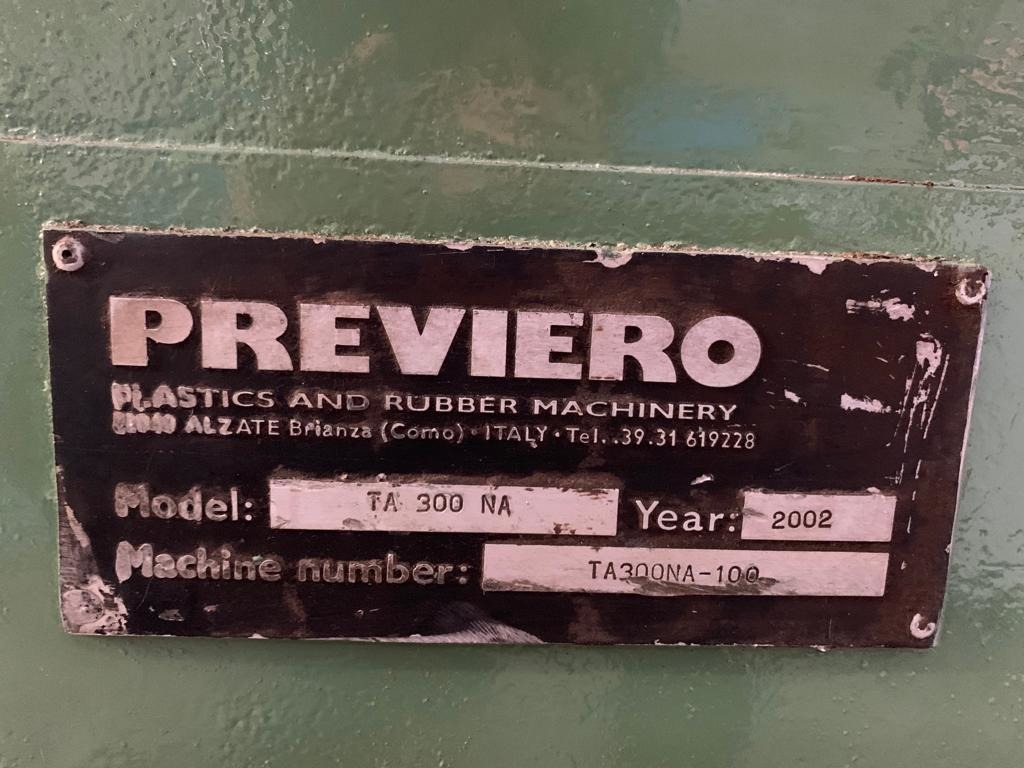 PREVIERO
PLASTICS AND RUBBER MACHINERY
ALZATE Brianza (Como) · ITALY · Tel. .39.31 619228
Model: TA 300 NA Year: 2002
Machine number: TA300NA-100